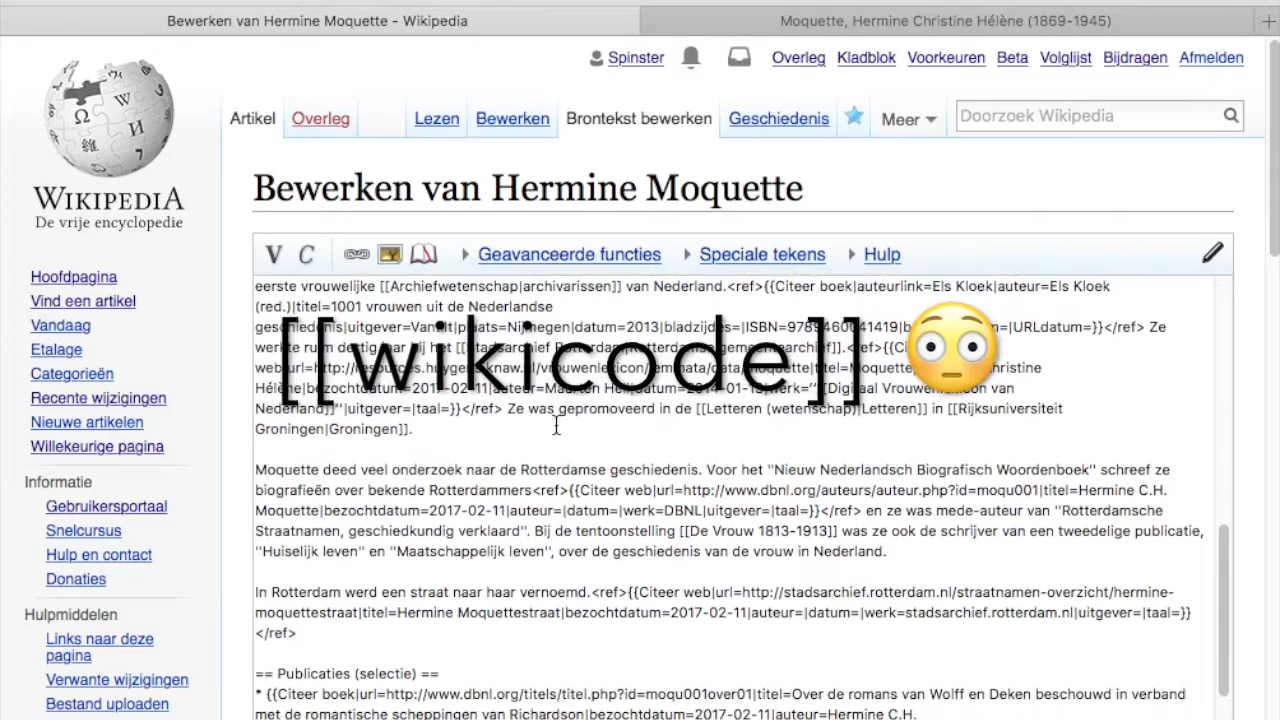 Bewerken van Hermine Moquette - Wikipedia
Moquette, Hermine Christine Hélène (1869-1945)
Spinster
Overleg
Kladblok
Voorkeuren
Beta
Volglijst
Bijdragen
Afmelden
Artikel
Overleg
Lezen
Bewerken
Brontekst bewerken
Geschiedenis
Meer
Doorzoek Wikipedia
WIKIPEDIA
De vrije encyclopedie
Bewerken van Hermine Moquette
V C
Geavanceerde functies
Speciale tekens
Hulp
Hoofdpagina
Vind een artikel
Vandaag
Etalage
Categorieën
Recente wijzigingen
Nieuwe artikelen
Willekeurige pagina
Informatie
Gebruikersportaal
Snelcursus
Hulp en contact
Donaties
Hulpmiddelen
Links naar deze
pagina
Verwante wijzigingen
Bestand uploaden
[[wikicode]]
eerste vrouwelijke [[Archiefwetenschap|archivarissen]] van Nederland.<ref>{{Citeer boek|auteurlink=Els Kloek|auteur=Els Kloek
(red.)|titel=1001 vrouwen uit de Nederlandse
geschiedenis|uitgever=Vantilt|plaats=Nijmegen|datum=2013|bladzijdes=|ISBN=9789460041419|
|URLdatum=}}</ref> Ze
Nederland]]''|uitgever=|taal=}}</ref> Ze was gepromoveerd in de [[Letteren (wetenschap)|Letteren]] in [[Rijksuniversiteit
Groningen|Groningen]].
Moquette deed veel onderzoek naar de Rotterdamse geschiedenis. Voor het ''Nieuw Nederlandsch Biografisch Woordenboek'' schreef ze
biografieën over bekende Rotterdammers<ref>{{Citeer web|url=http://www.dbnl.org/auteurs/auteur.php?id=moqu001|titel=Hermine C.H.
Moquette|bezochtdatum=2017-02-11|auteur=|datum=|werk=DBNL|uitgever=|taal=}}</ref> en ze was mede-auteur van ''Rotterdamsche
Straatnamen, geschiedkundig verklaard''. Bij de tentoonstelling [[De Vrouw 1813-1913]] was ze ook de schrijver van een tweedelige publicatie,
''Huiselijk leven'' en ''Maatschappelijk leven'', over de geschiedenis van de vrouw in Nederland.
In Rotterdam werd een straat naar haar vernoemd.<ref>{{Citeer web|url=http://stadsarchief.rotterdam.nl/straatnamen-overzicht/hermine-
moquettestraat|titel=Hermine Moquettestraat|bezochtdatum=2017-02-11|auteur=|datum=|werk=stadsarchief.rotterdam.nl|uitgever=|taal=}}
</ref>
== Publicaties (selectie) ==
* {{Citeer boek|url=http://www.dbnl.org/titels/titel.php?id=moqu001over01|titel=Over de romans van Wolff en Deken beschouwd in verband
met de romantische scheppingen van Richardson|bezochtdatum=2017-02-11|auteur=Hermine C.H.